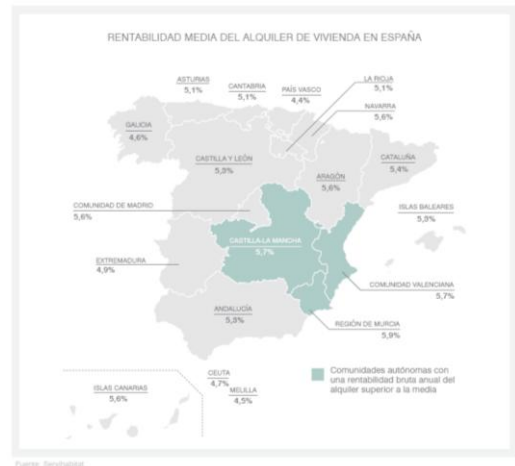 RENTABILIDAD MEDIA DEL ALQUILER DE VIVIENDA EN ESPAÑA
ASTURIAS
5,1%
CANTABRIA
5,1%
PAÍS VASCO
4,4%
LA RIOJA
5,1%
NAVARRA
5,6%
GALICIA
4,6%
CASTILLA Y LEÓN
5,3%
ARAGÓN
5,6%
CATALUÑA
5,4%
COMUNIDAD DE MADRID
5,6%
ISLAS BALEARES
5,3%
CASTILLA-LA MANCHA
5,7%
EXTREMADURA
4,9%
COMUNIDAD VALENCIANA
5,7%
ANDALUCÍA
5,3%
REGIÓN DE MURCIA
5,9%
CEUTA
4,7%
MELILLA
4,5%
ISLAS CANARIAS
5,6%
Comunidades autónomas con
una rentabilidad bruta anual del
alquiler superior a la media
Fuente: